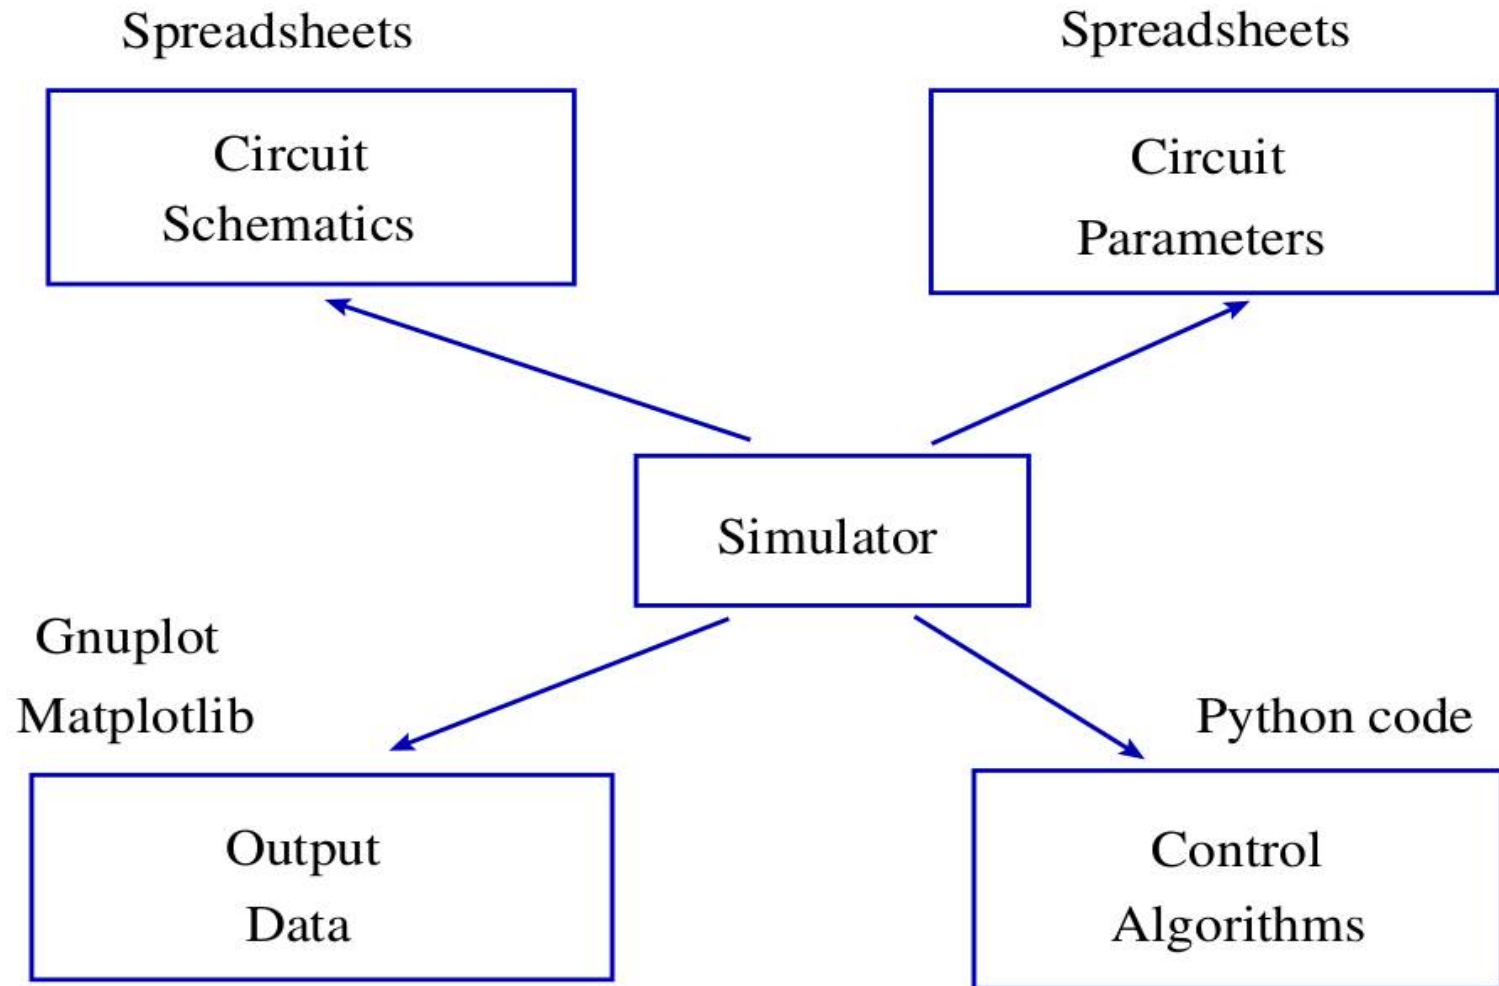 Spreadsheets
Circuit
Schematics
Spreadsheets
Circuit
Parameters
Simulator
Gnuplot
Matplotlib
Output
Data
Python code
Control
Algorithms